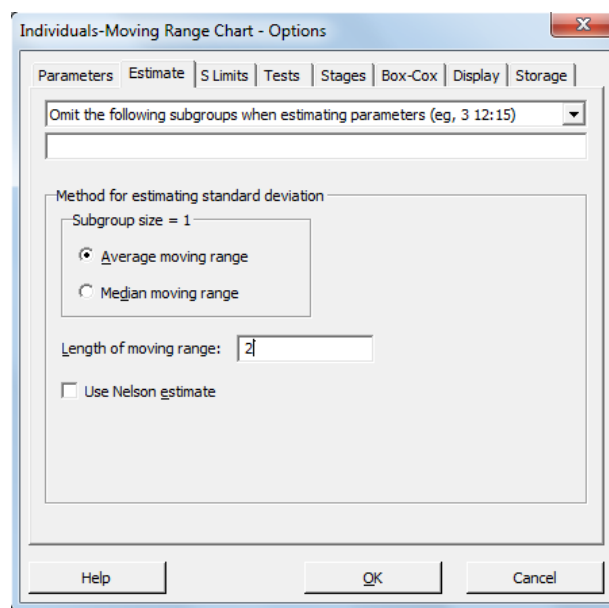 Individuals-Moving Range Chart - Options
Parameters Estimate S Limits Tests Stages Box-Cox Display Storage
Omit the following subgroups when estimating parameters (eg, 3 12:15)
Method for estimating standard deviation
Subgroup size = 1
Average moving range
Median moving range
Length of moving range: 2
Use Nelson estimate
Help OK Cancel